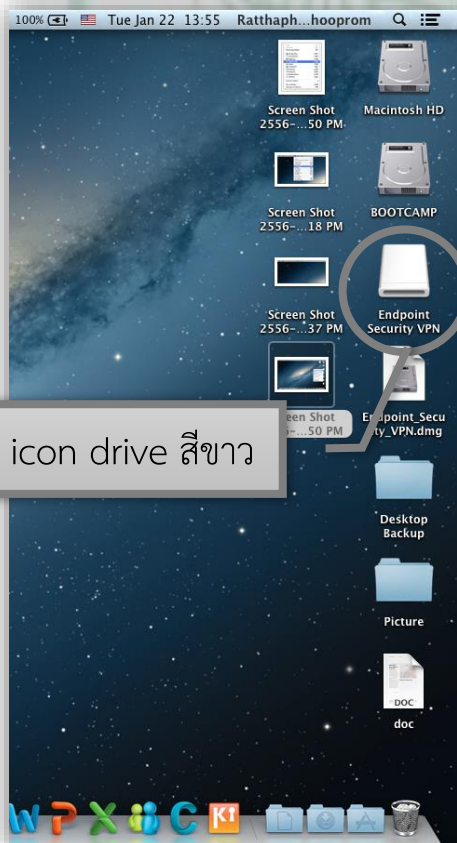 100% Tue Jan 22 13:55 Ratthaph...hooprom
Screen Shot
2556-...50 PM
Macintosh HD
Screen Shot
2556-...18 PM
BOOTCAMP
Screen Shot
2556-...37 PM
Endpoint
Security VPN
Shot
...50 PM
Endpoint_Secu
ty_VPN.dmg
icon drive สีขาว
Desktop
Backup
Picture
DOC
doc